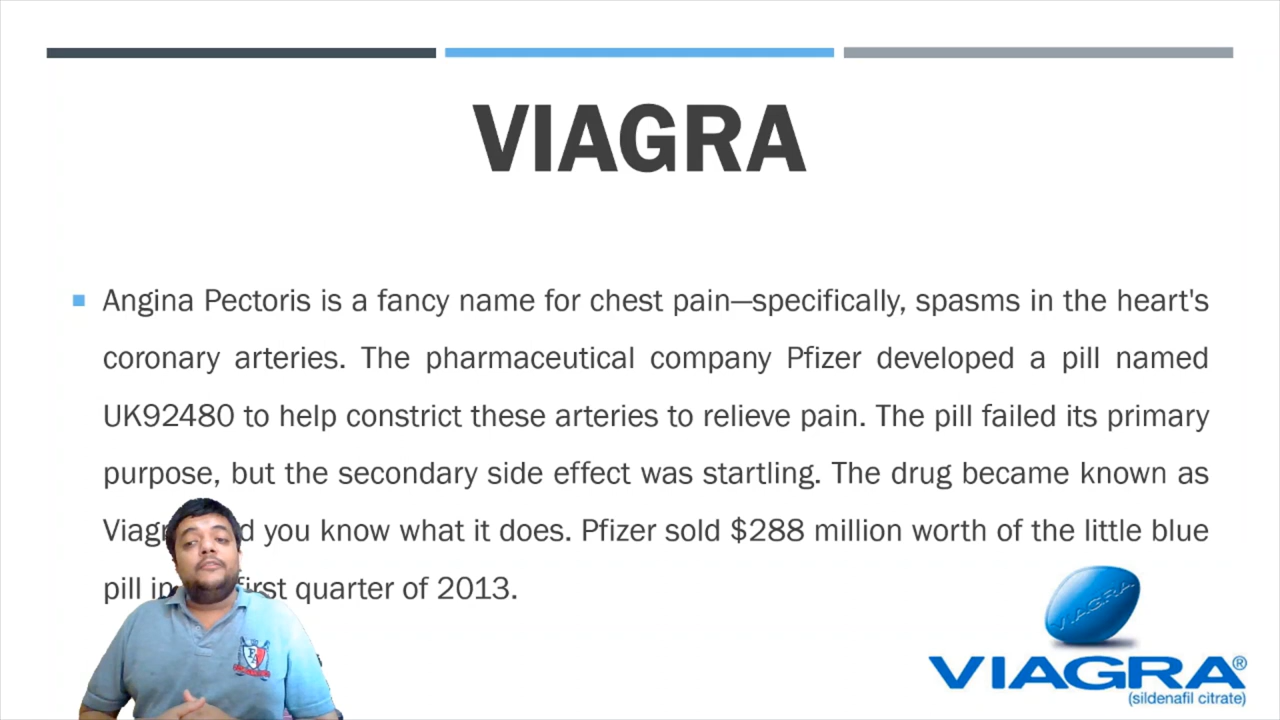 VIAGRA
Angina Pectoris is a fancy name for chest pain—specifically, spasms in the heart's
coronary arteries. The pharmaceutical company Pfizer developed a pill named
UK92480 to help constrict these arteries to relieve pain. The pill failed its primary
purpose, but the secondary side effect was startling. The drug became known as
you know what it does. Pfizer sold $288 million worth of the little blue
pill first quarter of 2013.
VIAGRA
VIAGRA®
(sildenafil citrate)